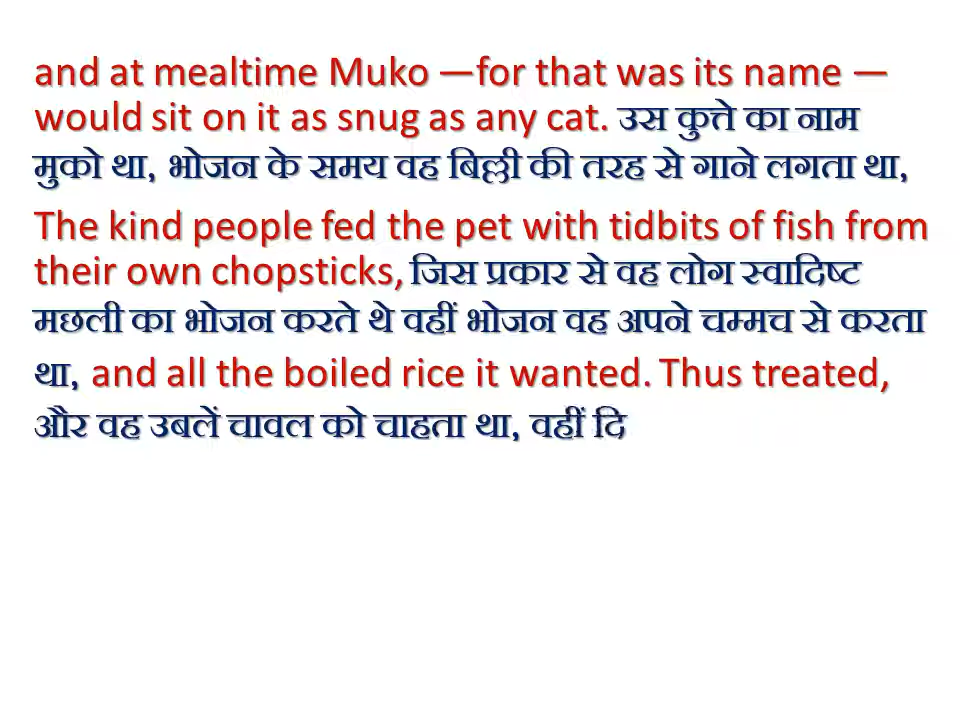 and at mealtime Muko —for that was its name —
would sit on it as snug as any cat. उस कुत्ते का नाम
मुको था, भोजन के समय वह बिल्ली की तरह से गाने लगता था,
The kind people fed the pet with tidbits of fish from
their own chopsticks, जिस प्रकार से वह लोग स्वादिष्ट
मछली का भोजन करते थे वहीं भोजन वह अपने चम्मच से करता
था, and all the boiled rice it wanted. Thus treated,
और वह उबलें चावल को चाहता था, वहीं दि